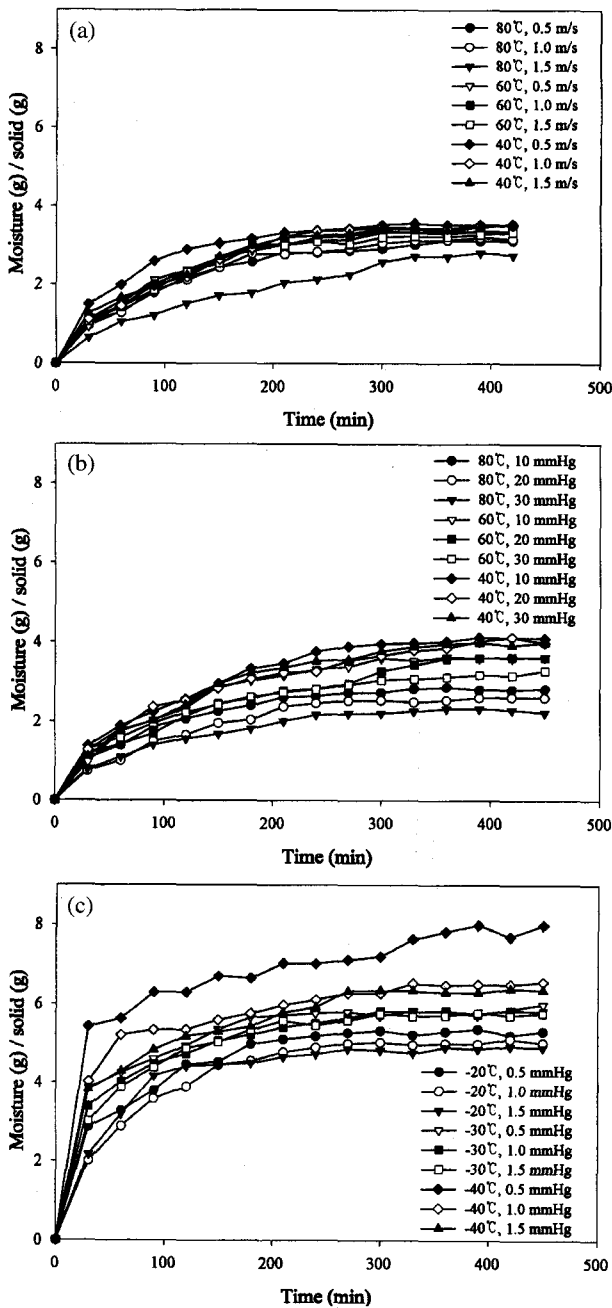 (a)
80℃, 0.5 m/s
80℃, 1.0 m/s
80℃, 1.5 m/s
60℃, 0.5 m/s
60℃, 1.0 m/s
60℃, 1.5 m/s
40℃, 0.5 m/s
40℃, 1.0 m/s
40℃, 1.5 m/s
Moisture (g) / solid (g)
8
6
4
2
0
0 100 200 300 400 500
Time (min)
(b)
80℃, 10 mmHg
80℃, 20 mmHg
80℃, 30 mmHg
60℃, 10 mmHg
60℃, 20 mmHg
60℃, 30 mmHg
40℃, 10 mmHg
40℃, 20 mmHg
40℃, 30 mmHg
Moisture (g) / solid (g)
8
6
4
2
0
0 100 200 300 400 500
Time (min)
(c)
Moisture (g) / solid (g)
8
6
4
2
0
-20℃, 0.5 mmHg
-20℃, 1.0 mmHg
-20℃, 1.5 mmHg
-30℃, 0.5 mmHg
-30℃, 1.0 mmHg
-30℃, 1.5 mmHg
-40℃, 0.5 mmHg
-40℃, 1.0 mmHg
-40℃, 1.5 mmHg
0 100 200 300 400 500
Time (min)